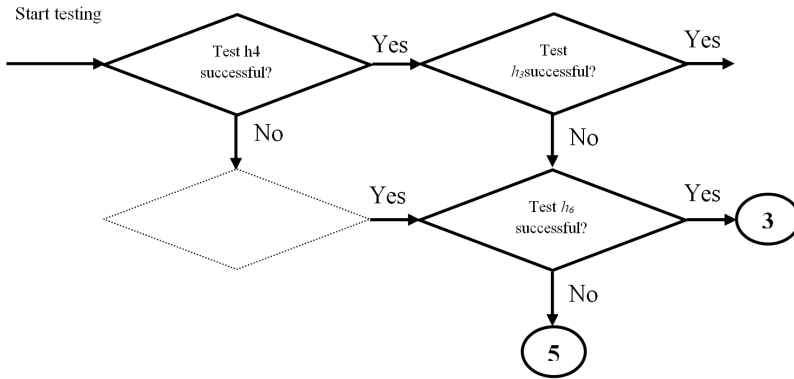 Start testing
Test h4
successful?
Yes
Test
h3successful?
Yes
No
No
Yes
Test h6
successful?
Yes
3
No
5